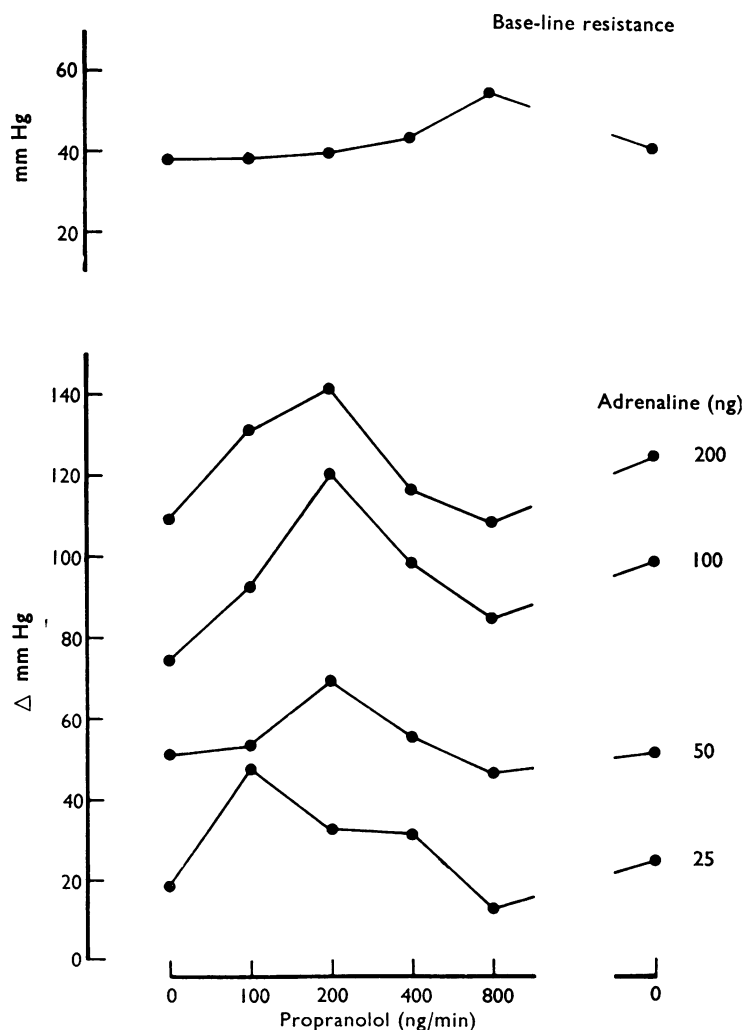 Base-line resistance
60
40
20
mm Hg
140
120
100
80
60
40
20
0
Δ mm Hg
Adrenaline (ng)
200
100
50
25
0 100 200 400 800 0
Propranolol (ng/min)